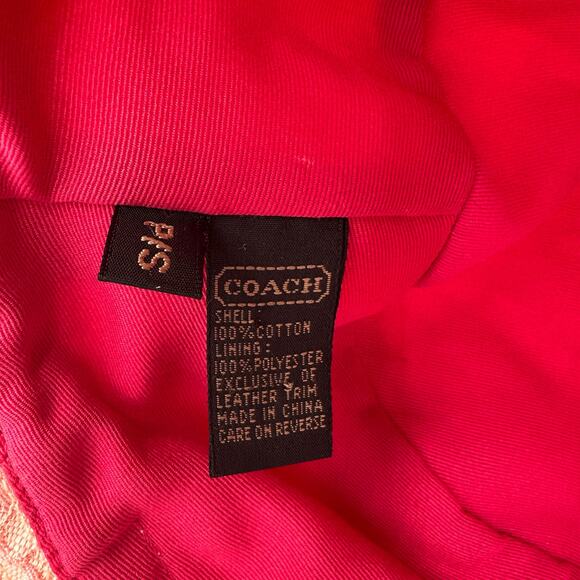 P/S
COACH
SHELL
100% COTTON
LINING:
100% POLYESTER
EXCLUSIVE OF
LEATHER TRIM
MADE IN CHINA
CARE ON REVERSE